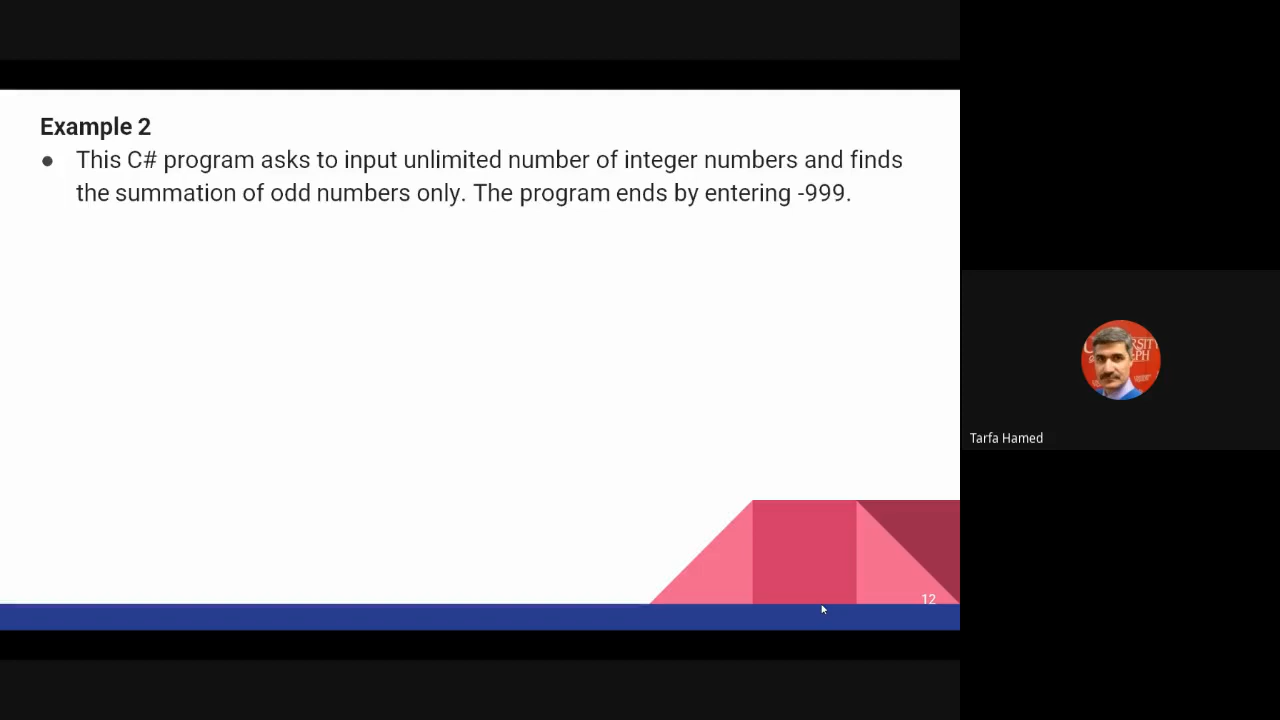 Example 2
● This C# program asks to input unlimited number of integer numbers and finds
the summation of odd numbers only. The program ends by entering -999.
12
Tarfa Hamed